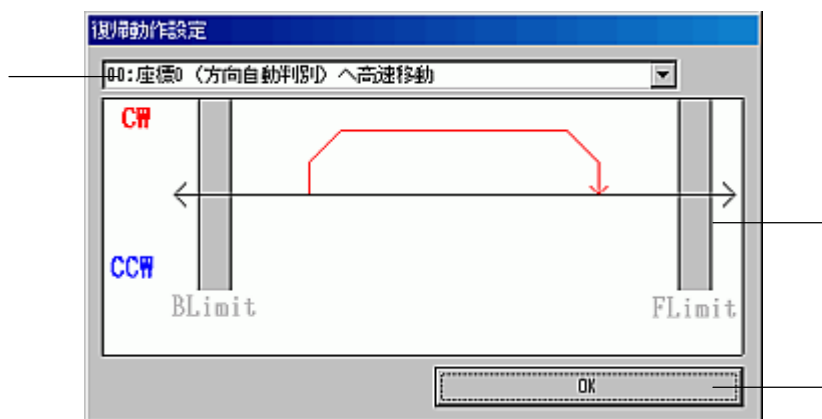 復帰動作設定
00:座標0（方向自動判別）へ高速移動
CW
CCW
BLimit
FLimit
OK